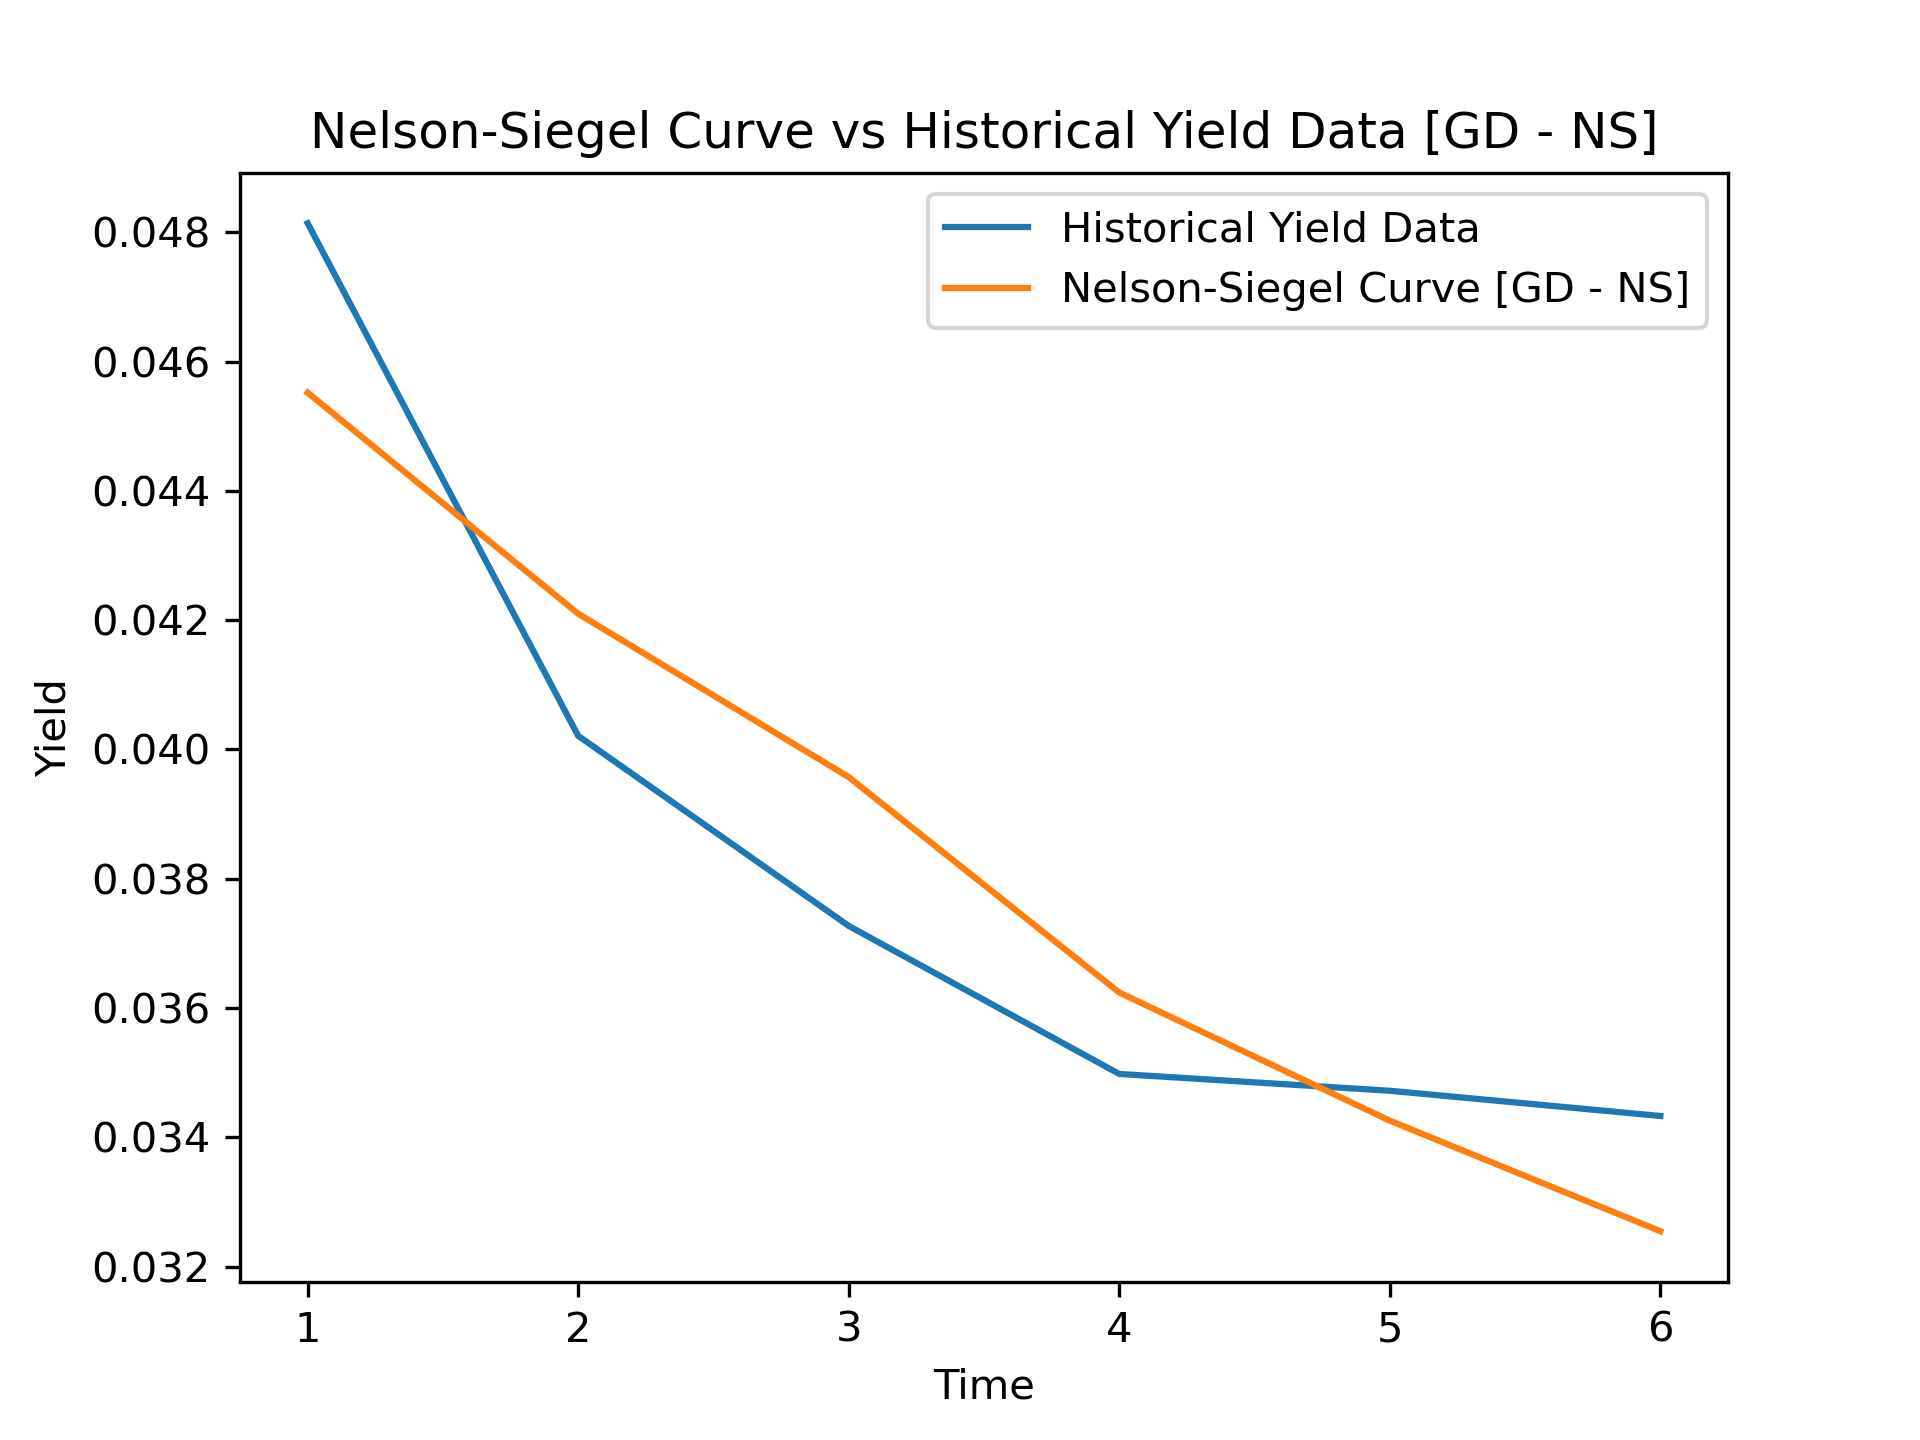 Nelson-Siegel Curve vs Historical Yield Data [GD - NS]
Historical Yield Data
Nelson-Siegel Curve [GD - NS]
0.048
0.046
0.044
0.042
0.040
0.038
0.036
0.034
0.032
Yield
1 2 3 4 5 6
Time